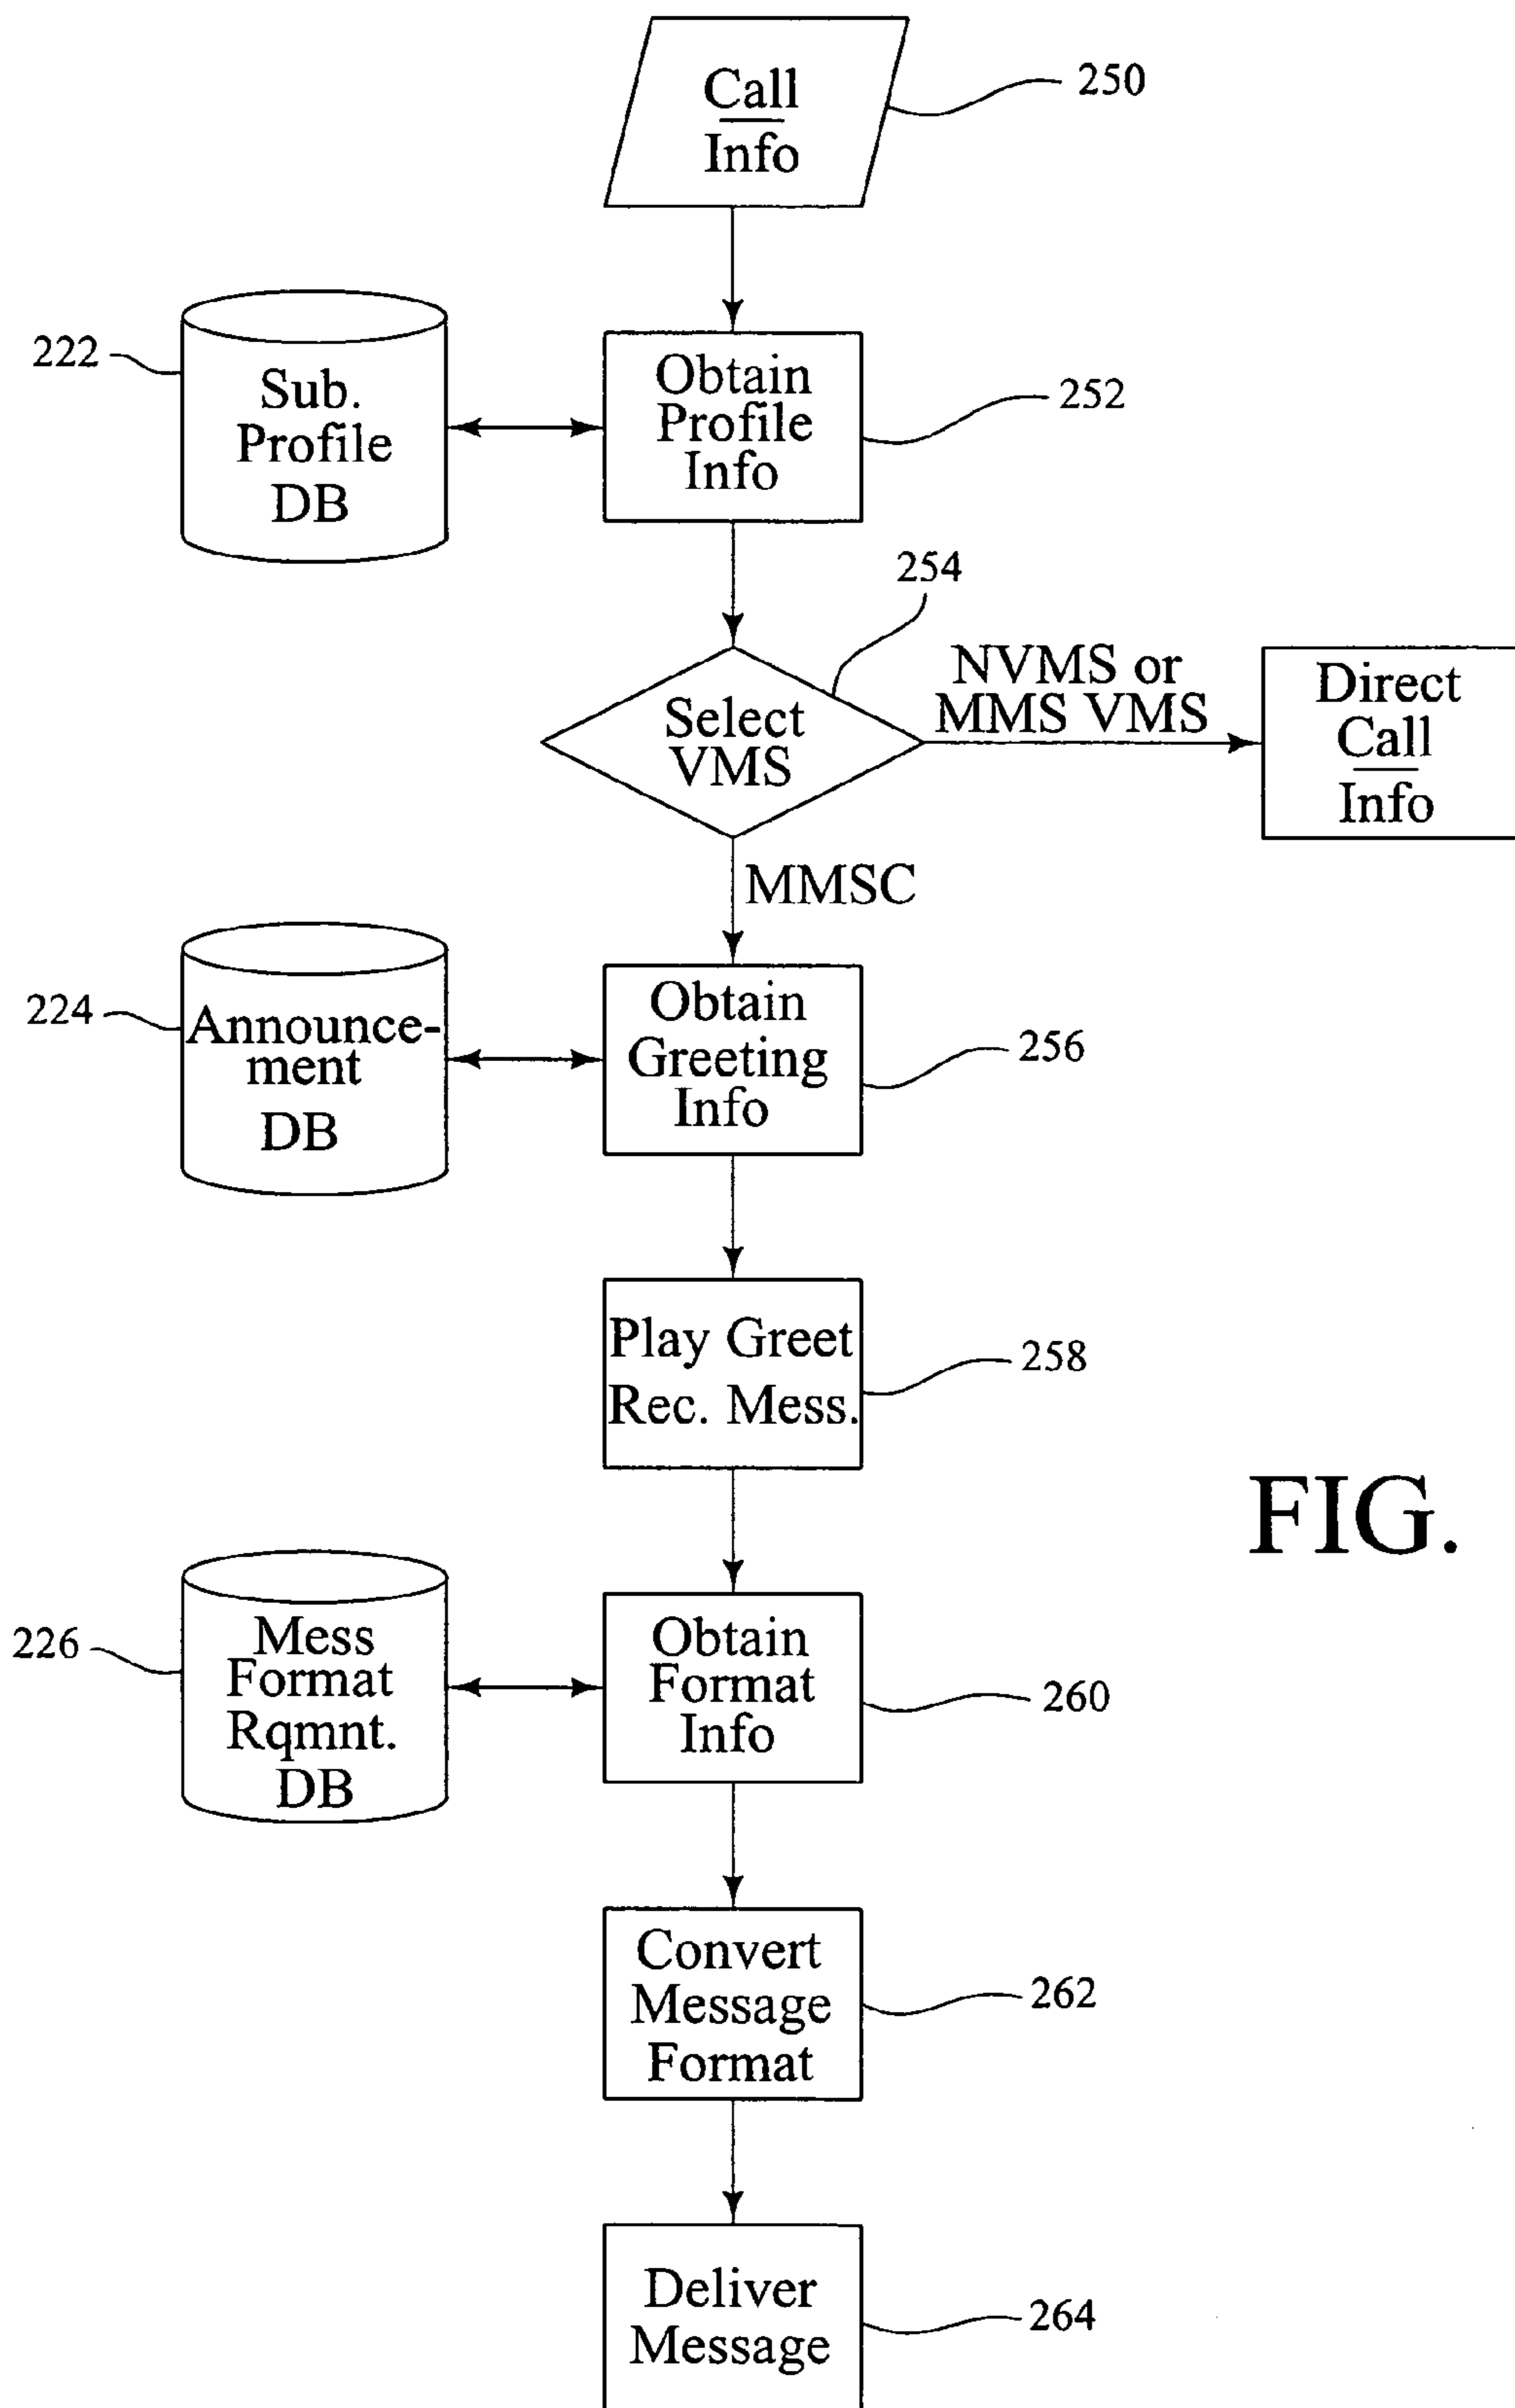 Call
Info
250
222
Sub.
Profile
DB
Obtain
Profile
Info
252
254
Select
VMS
NVMS or
MMS VMS
Direct
Call
Info
MMSC
224
Announce-
ment
DB
Obtain
Greeting
Info
256
Play Greet
Rec. Mess.
258
FIG.
226
Mess
Format
Rqmnt.
DB
Obtain
Format
Info
260
Convert
Message
Format
262
Deliver
Message
264